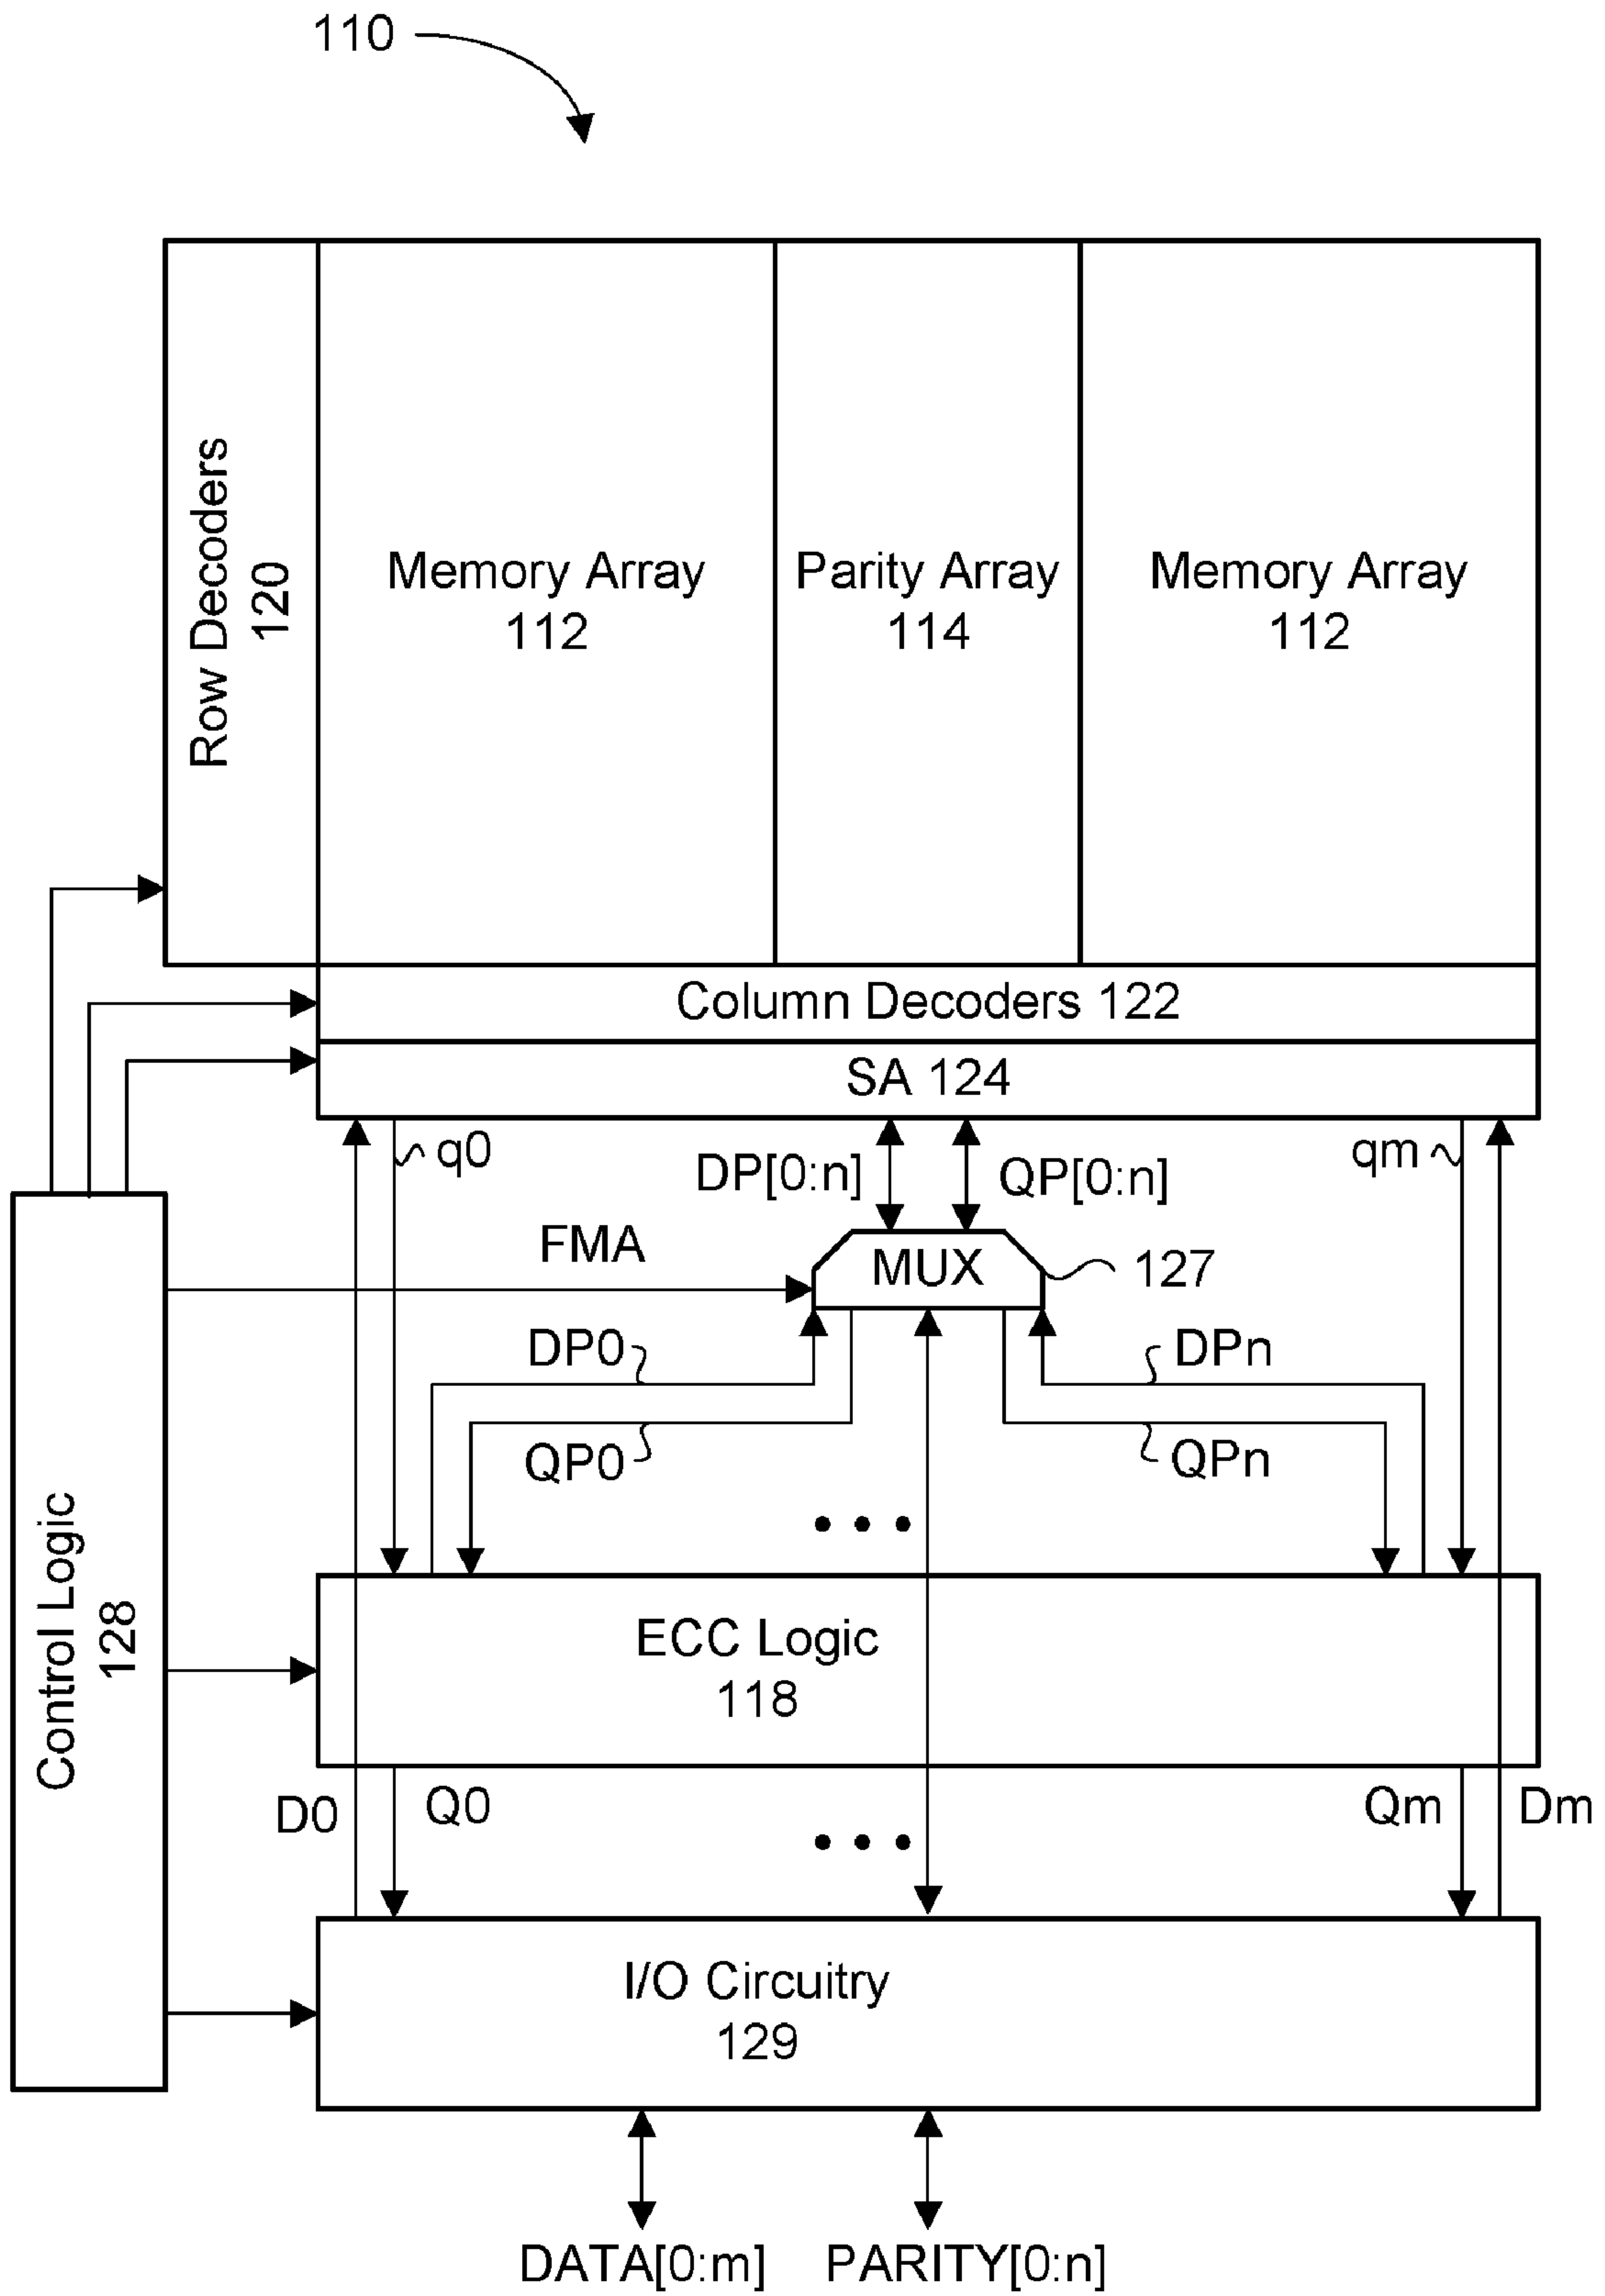 110
Row Decoders
120
Memory Array
112
Parity Array
114
Memory Array
112
Column Decoders 122
SA 124
q0
DP[0:n]
QP[0:n]
qm
FMA
MUX
127
DP0
DPn
QP0
QPn
• • •
Control Logic
128
ECC Logic
118
D0
Q0
Qm
Dm
• • •
I/O Circuitry
129
DATA[0:m]
PARITY[0:n]